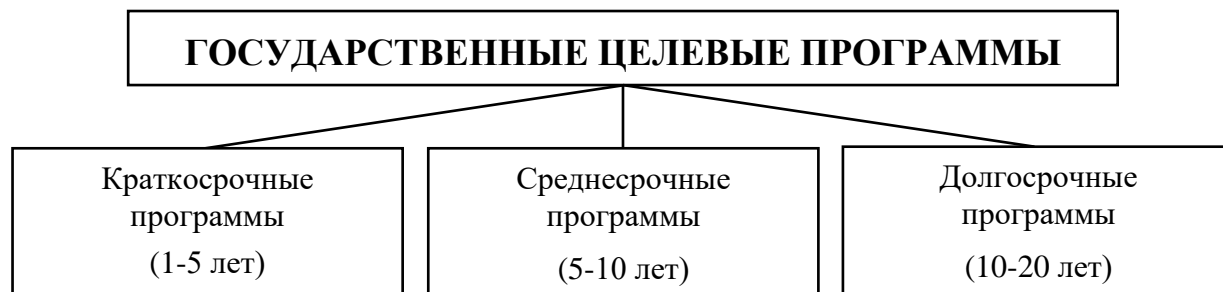 ГОСУДАРСТВЕННЫЕ ЦЕЛЕВЫЕ ПРОГРАММЫ
Краткосрочные
программы
(1-5 лет)
Среднесрочные
программы
(5-10 лет)
Долгосрочные
программы
(10-20 лет)